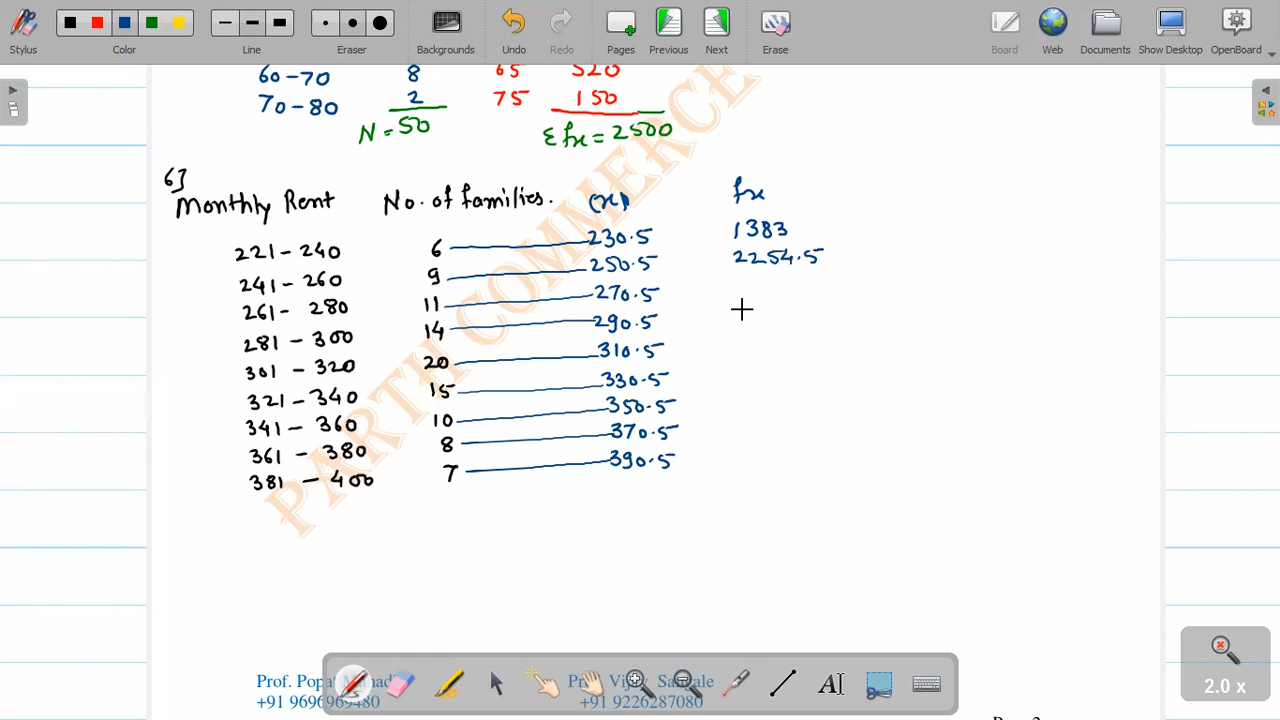 Stylus Color Line Eraser Backgrounds Undo Redo Pages Previous Next Erase Board Web Documents Show Desktop OpenBoard
60-70 8 65 520
70-80 2 75 150
N = 50 Σfx = 2500
6]
Monthly Rent No. of families. (x) fx
221-240 6 230.5 1383
241-260 9 250.5 2254.5
261-280 11 270.5
281-300 14 290.5
301-320 20 310.5
321-340 15 330.5
341-360 10 350.5
361-380 8 370.5
381-400 7 390.5
PARTH COMMERCE
+91 9696969480 +91 9226287080
2.0 x